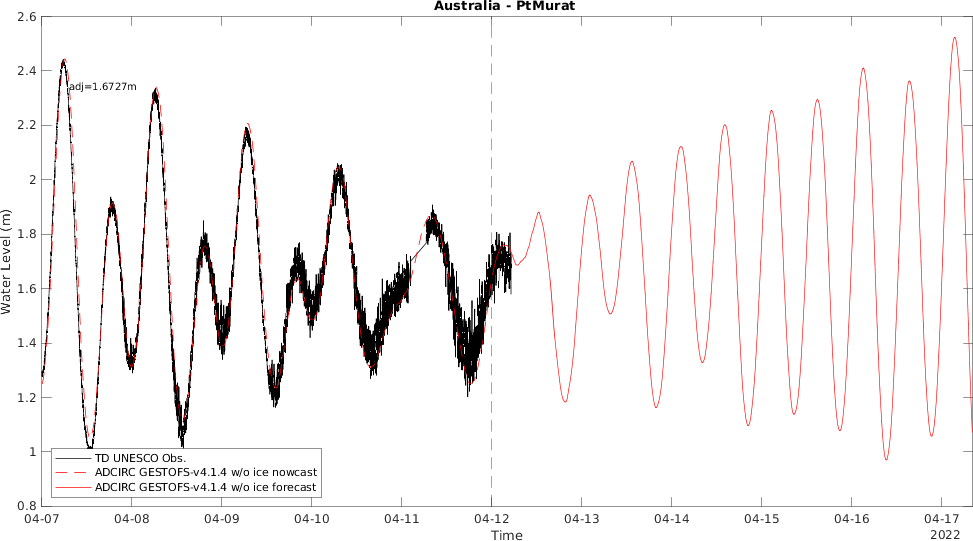 Australia - PtMurat
2.6
2.4
2.2
2
1.8
1.6
1.4
1.2
1
0.8
Water Level (m)
adj=1.6727m
TD UNESCO Obs.
ADCIRC GESTOFS-v4.1.4 w/o ice nowcast
ADCIRC GESTOFS-v4.1.4 w/o ice forecast
04-07 04-08 04-09 04-10 04-11 04-12 04-13 04-14 04-15 04-16 04-17
Time
2022